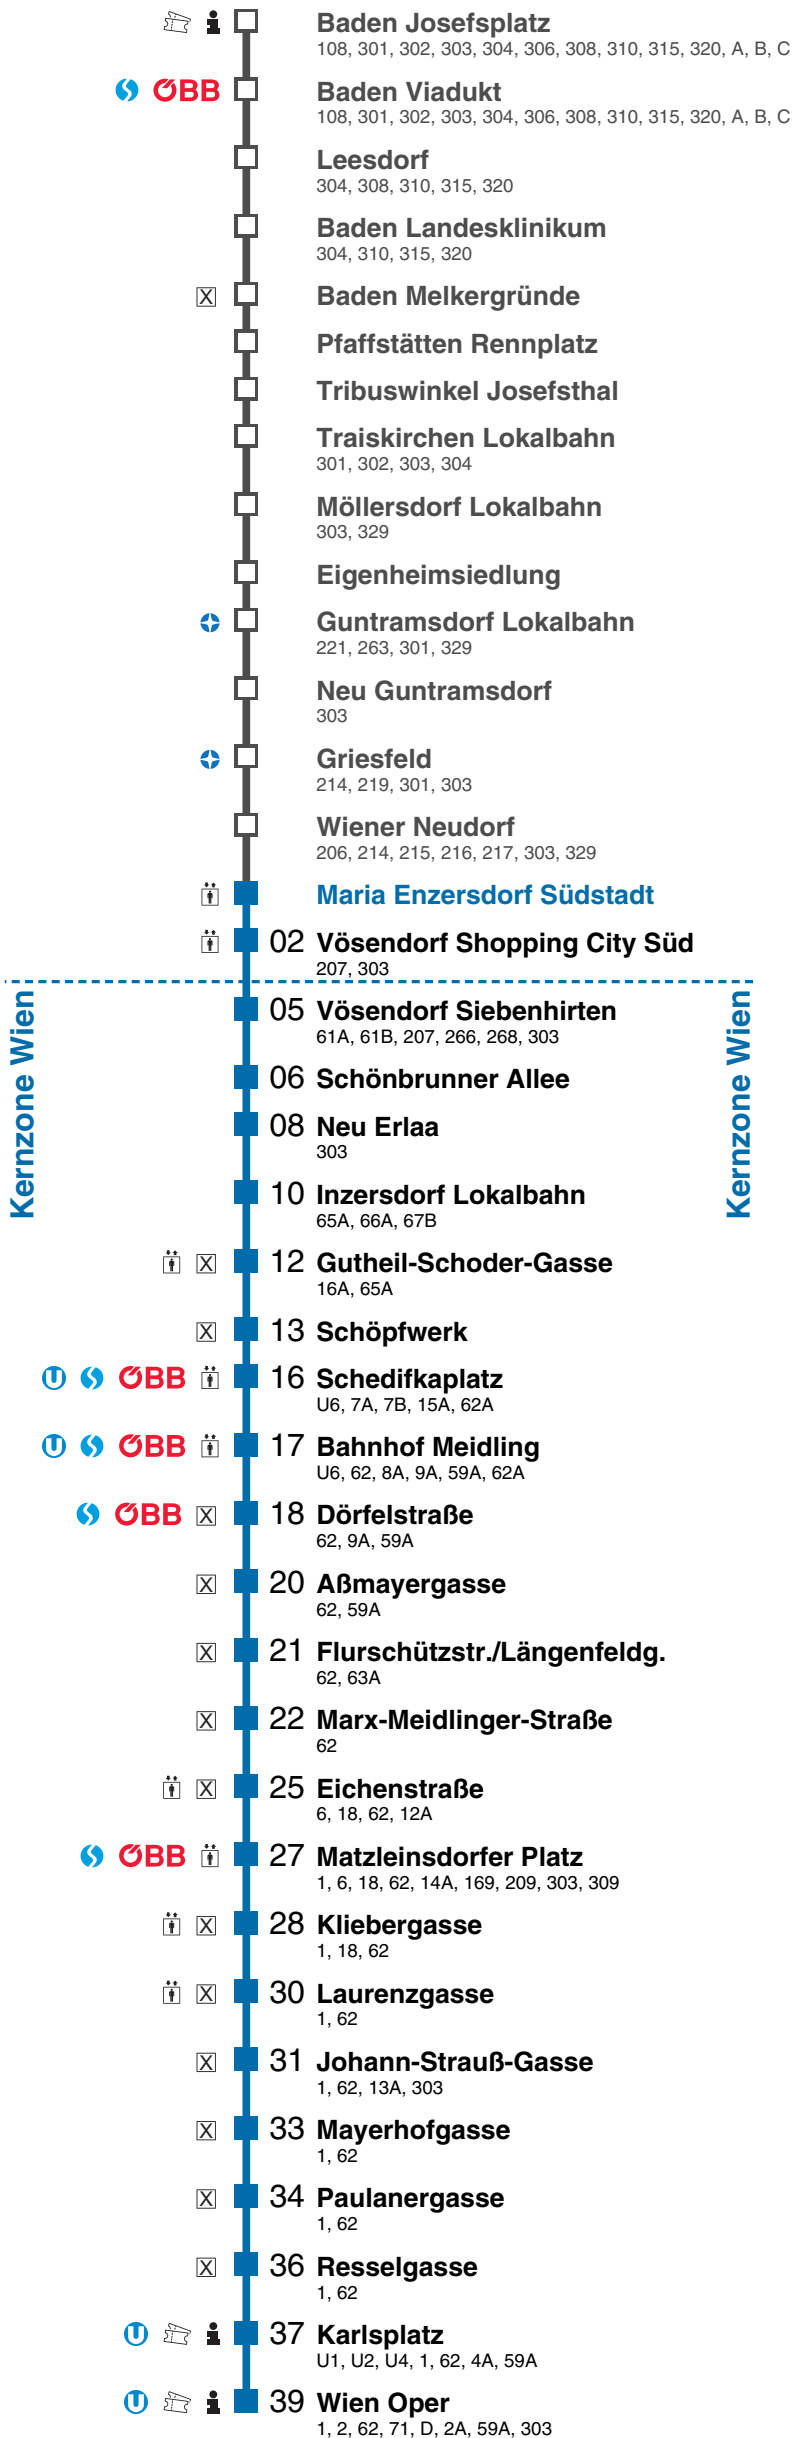 Baden Josefsplatz
108, 301, 302, 303, 304, 306, 308, 310, 315, 320, A, B, C
ÖBB Baden Viadukt
108, 301, 302, 303, 304, 306, 308, 310, 315, 320, A, B, C
Leesdorf
304, 308, 310, 315, 320
Baden Landesklinikum
304, 310, 315, 320
X Baden Melkergründe
Pfaffstätten Rennplatz
Tribuswinkel Josefsthal
Traiskirchen Lokalbahn
301, 302, 303, 304
Möllersdorf Lokalbahn
303, 329
Eigenheimsiedlung
Guntramsdorf Lokalbahn
221, 263, 301, 329
Neu Guntramsdorf
303
Griesfeld
214, 219, 301, 303
Wiener Neudorf
206, 214, 215, 216, 217, 303, 329
Maria Enzersdorf Südstadt
02 Vösendorf Shopping City Süd
207, 303
Kernzone Wien
Kernzone Wien
05 Vösendorf Siebenhirten
61A, 61B, 207, 266, 268, 303
06 Schönbrunner Allee
08 Neu Erlaa
303
10 Inzersdorf Lokalbahn
65A, 66A, 67B
X 12 Gutheil-Schoder-Gasse
16A, 65A
X 13 Schöpfwerk
U S ÖBB 16 Schedifkaplatz
U6, 7A, 7B, 15A, 62A
U S ÖBB 17 Bahnhof Meidling
U6, 62, 8A, 9A, 59A, 62A
S ÖBB X 18 Dörfelstraße
62, 9A, 59A
X 20 Aßmayergasse
62, 59A
X 21 Flurschützstr./Längenfeldg.
62, 63A
X 22 Marx-Meidlinger-Straße
62
X 25 Eichenstraße
6, 18, 62, 12A
S ÖBB 27 Matzleinsdorfer Platz
1, 6, 18, 62, 14A, 169, 209, 303, 309
X 28 Kliebergasse
1, 18, 62
X 30 Laurenzgasse
1, 62
X 31 Johann-Strauß-Gasse
1, 62, 13A, 303
X 33 Mayerhofgasse
1, 62
X 34 Paulanergasse
1, 62
X 36 Resselgasse
1, 62
U 37 Karlsplatz
U1, U2, U4, 1, 62, 4A, 59A
U 39 Wien Oper
1, 2, 62, 71, D, 2A, 59A, 303